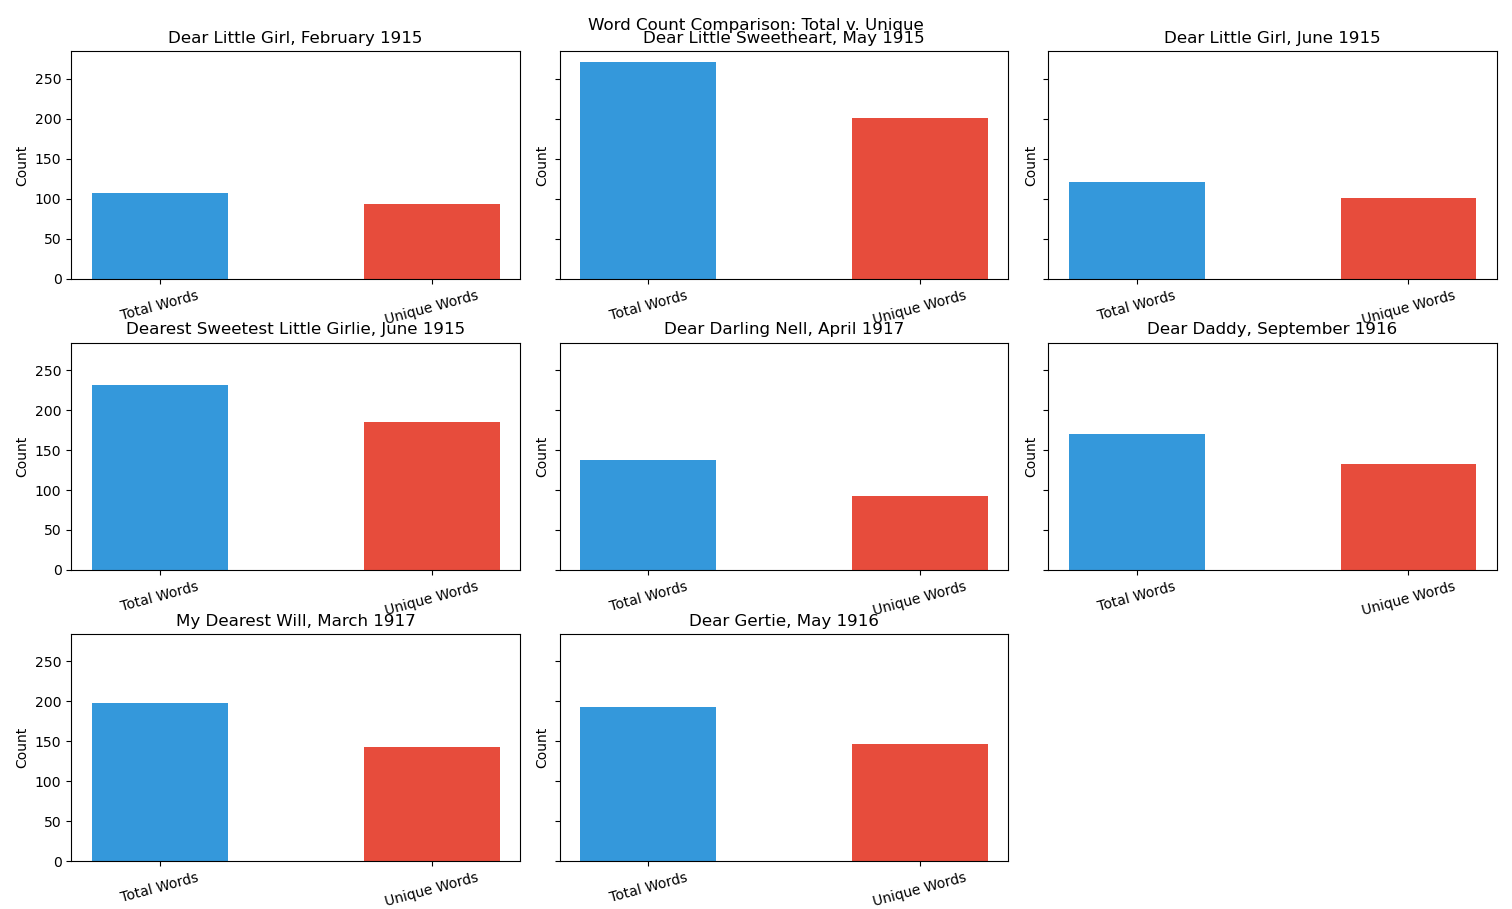 Word Count Comparison: Total v. Unique
Dear Little Girl, February 1915
Count
250
200
150
100
50
0
Total Words
Unique Words
Dear Little Sweetheart, May 1915
Count
Total Words
Unique Words
Dear Little Girl, June 1915
Count
Total Words
Unique Words
Dearest Sweetest Little Girlie, June 1915
Count
250
200
150
100
50
0
Total Words
Unique Words
Dear Darling Nell, April 1917
Count
Total Words
Unique Words
Dear Daddy, September 1916
Count
Total Words
Unique Words
My Dearest Will, March 1917
Count
250
200
150
100
50
0
Total Words
Unique Words
Dear Gertie, May 1916
Count
Total Words
Unique Words